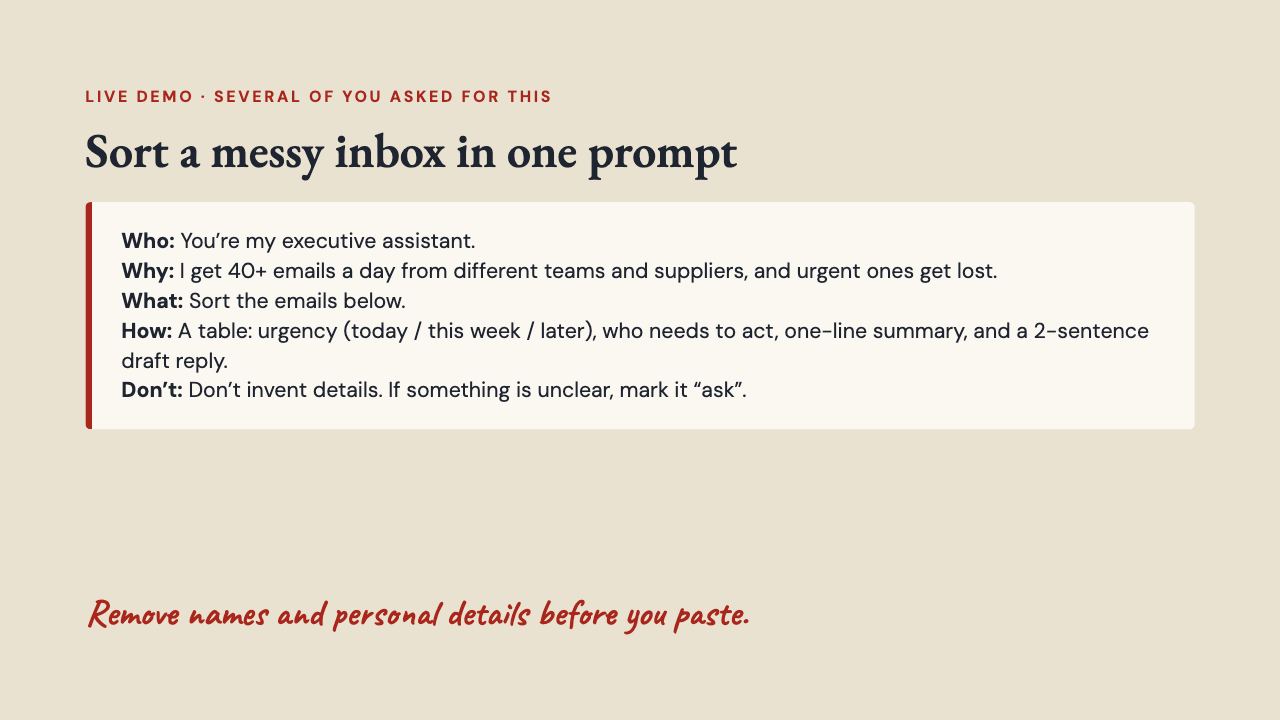 LIVE DEMO · SEVERAL OF YOU ASKED FOR THIS
Sort a messy inbox in one prompt
Who: You’re my executive assistant.
Why: I get 40+ emails a day from different teams and suppliers, and urgent ones get lost.
What: Sort the emails below.
How: A table: urgency (today / this week / later), who needs to act, one-line summary, and a 2-sentence
draft reply.
Don’t: Don’t invent details. If something is unclear, mark it “ask”.
Remove names and personal details before you paste.